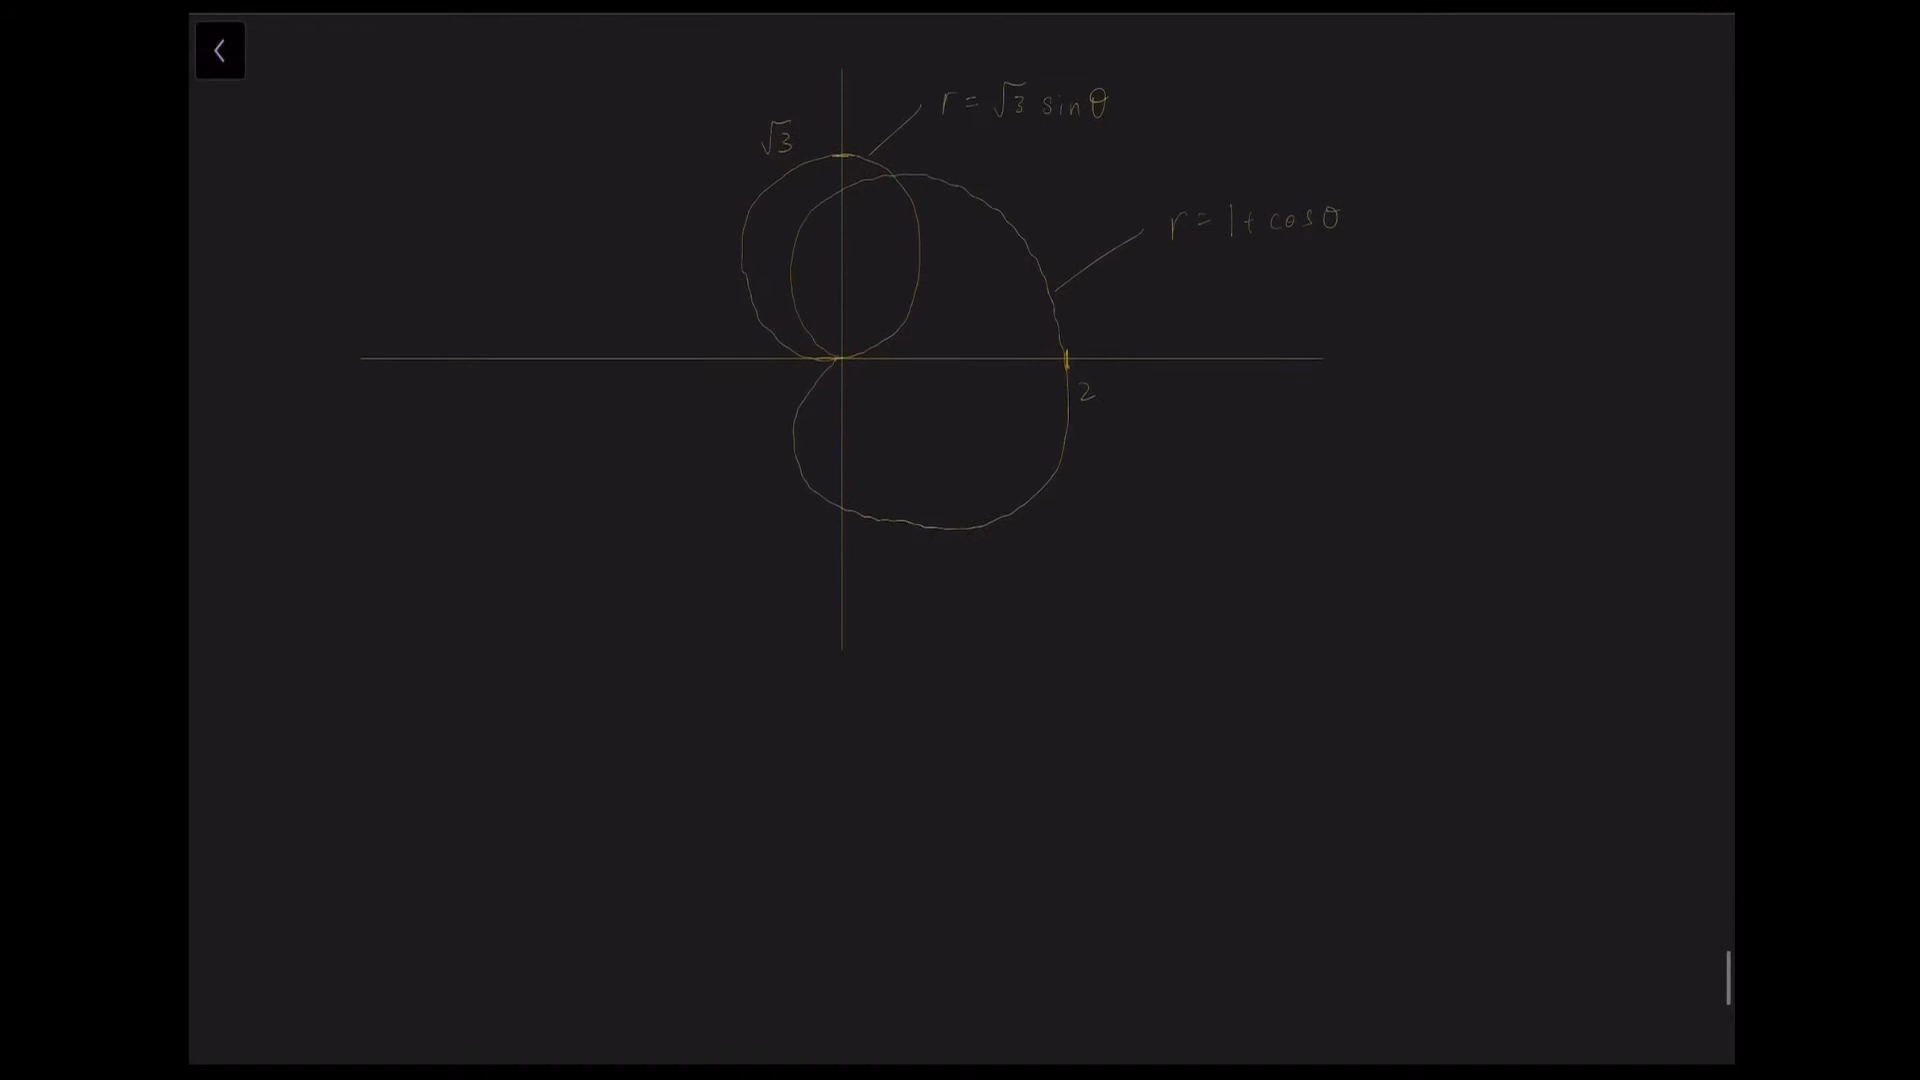 r = √3 sinθ
√3
r = 1 + cosθ
2